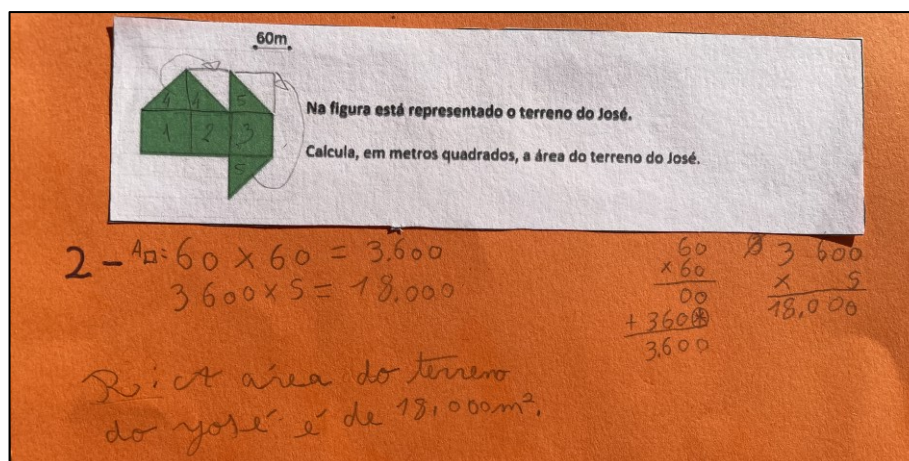 60m
4 4 5
1 2 3
5
Na figura está representado o terreno do José.
Calcula, em metros quadrados, a área do terreno do José.
2- A□: 60 × 60 = 3.600
3600 × 5 = 18.000
60
× 60
00
+ 360
3.600
3 600
× 5
18,000
R: A área do terreno
do José é de 18,000m².